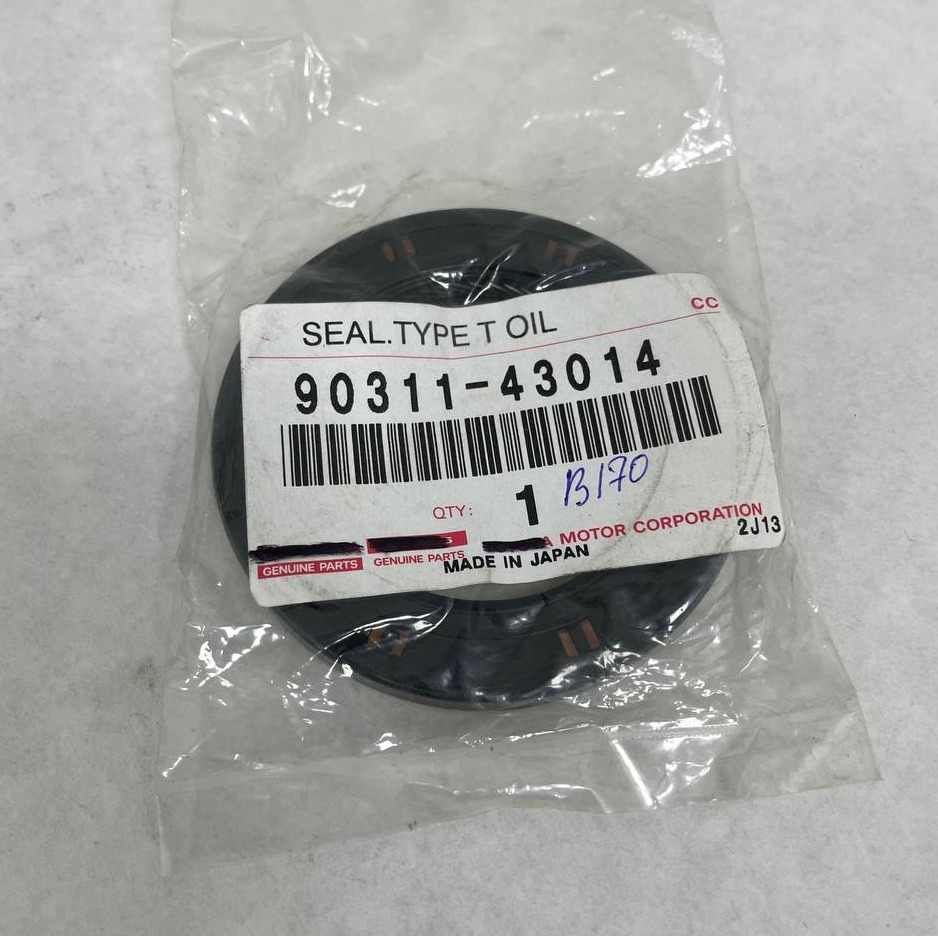 CC
SEAL.TYPE T OIL
90311-43014
QTY: 1 B170
A MOTOR CORPORATION
2J13
GENUINE PARTS GENUINE PARTS
MADE IN JAPAN